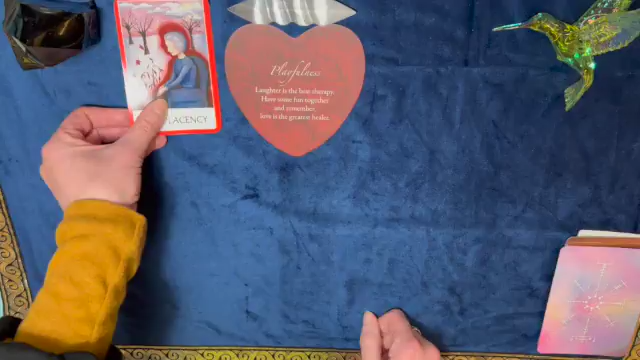 LACENCY
Playfulness
Laughter is the best therapy.
Have some fun together
and remember,
love is the greatest healer.